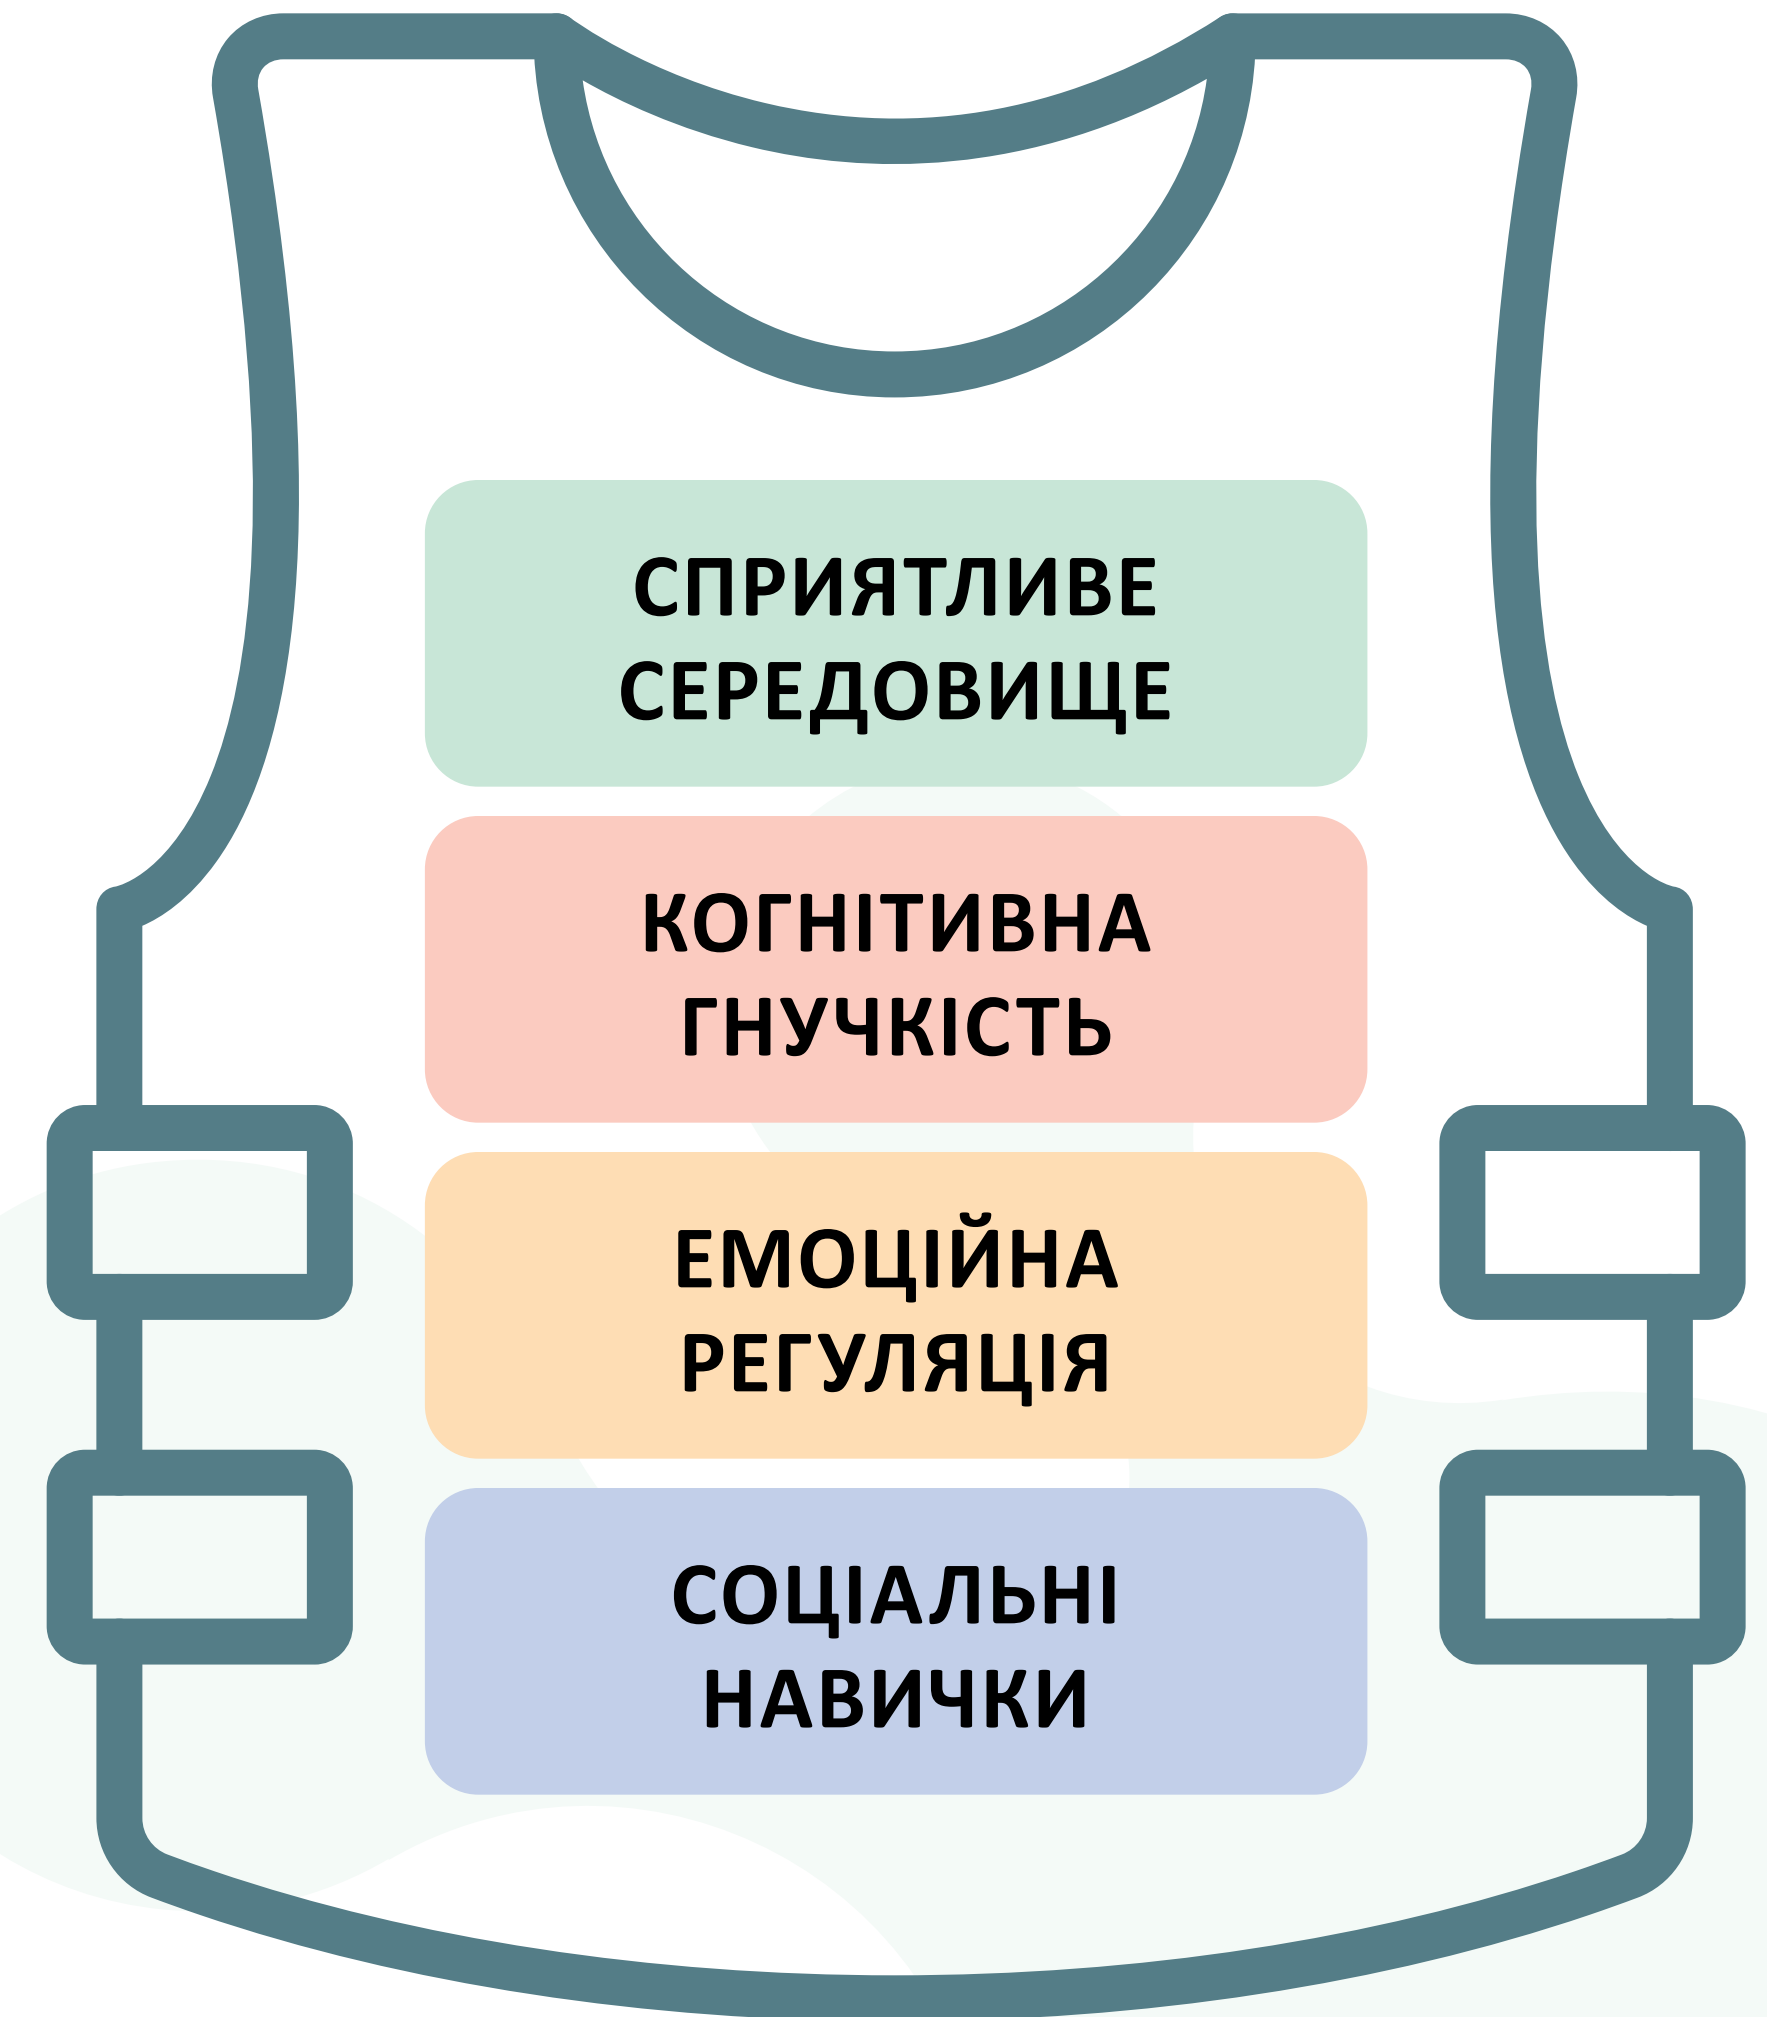 СПРИЯТЛИВЕ
СЕРЕДОВИЩЕ
КОГНІТИВНА
ГНУЧКІСТЬ
ЕМОЦІЙНА
РЕГУЛЯЦІЯ
СОЦІАЛЬНІ
НАВИЧКИ